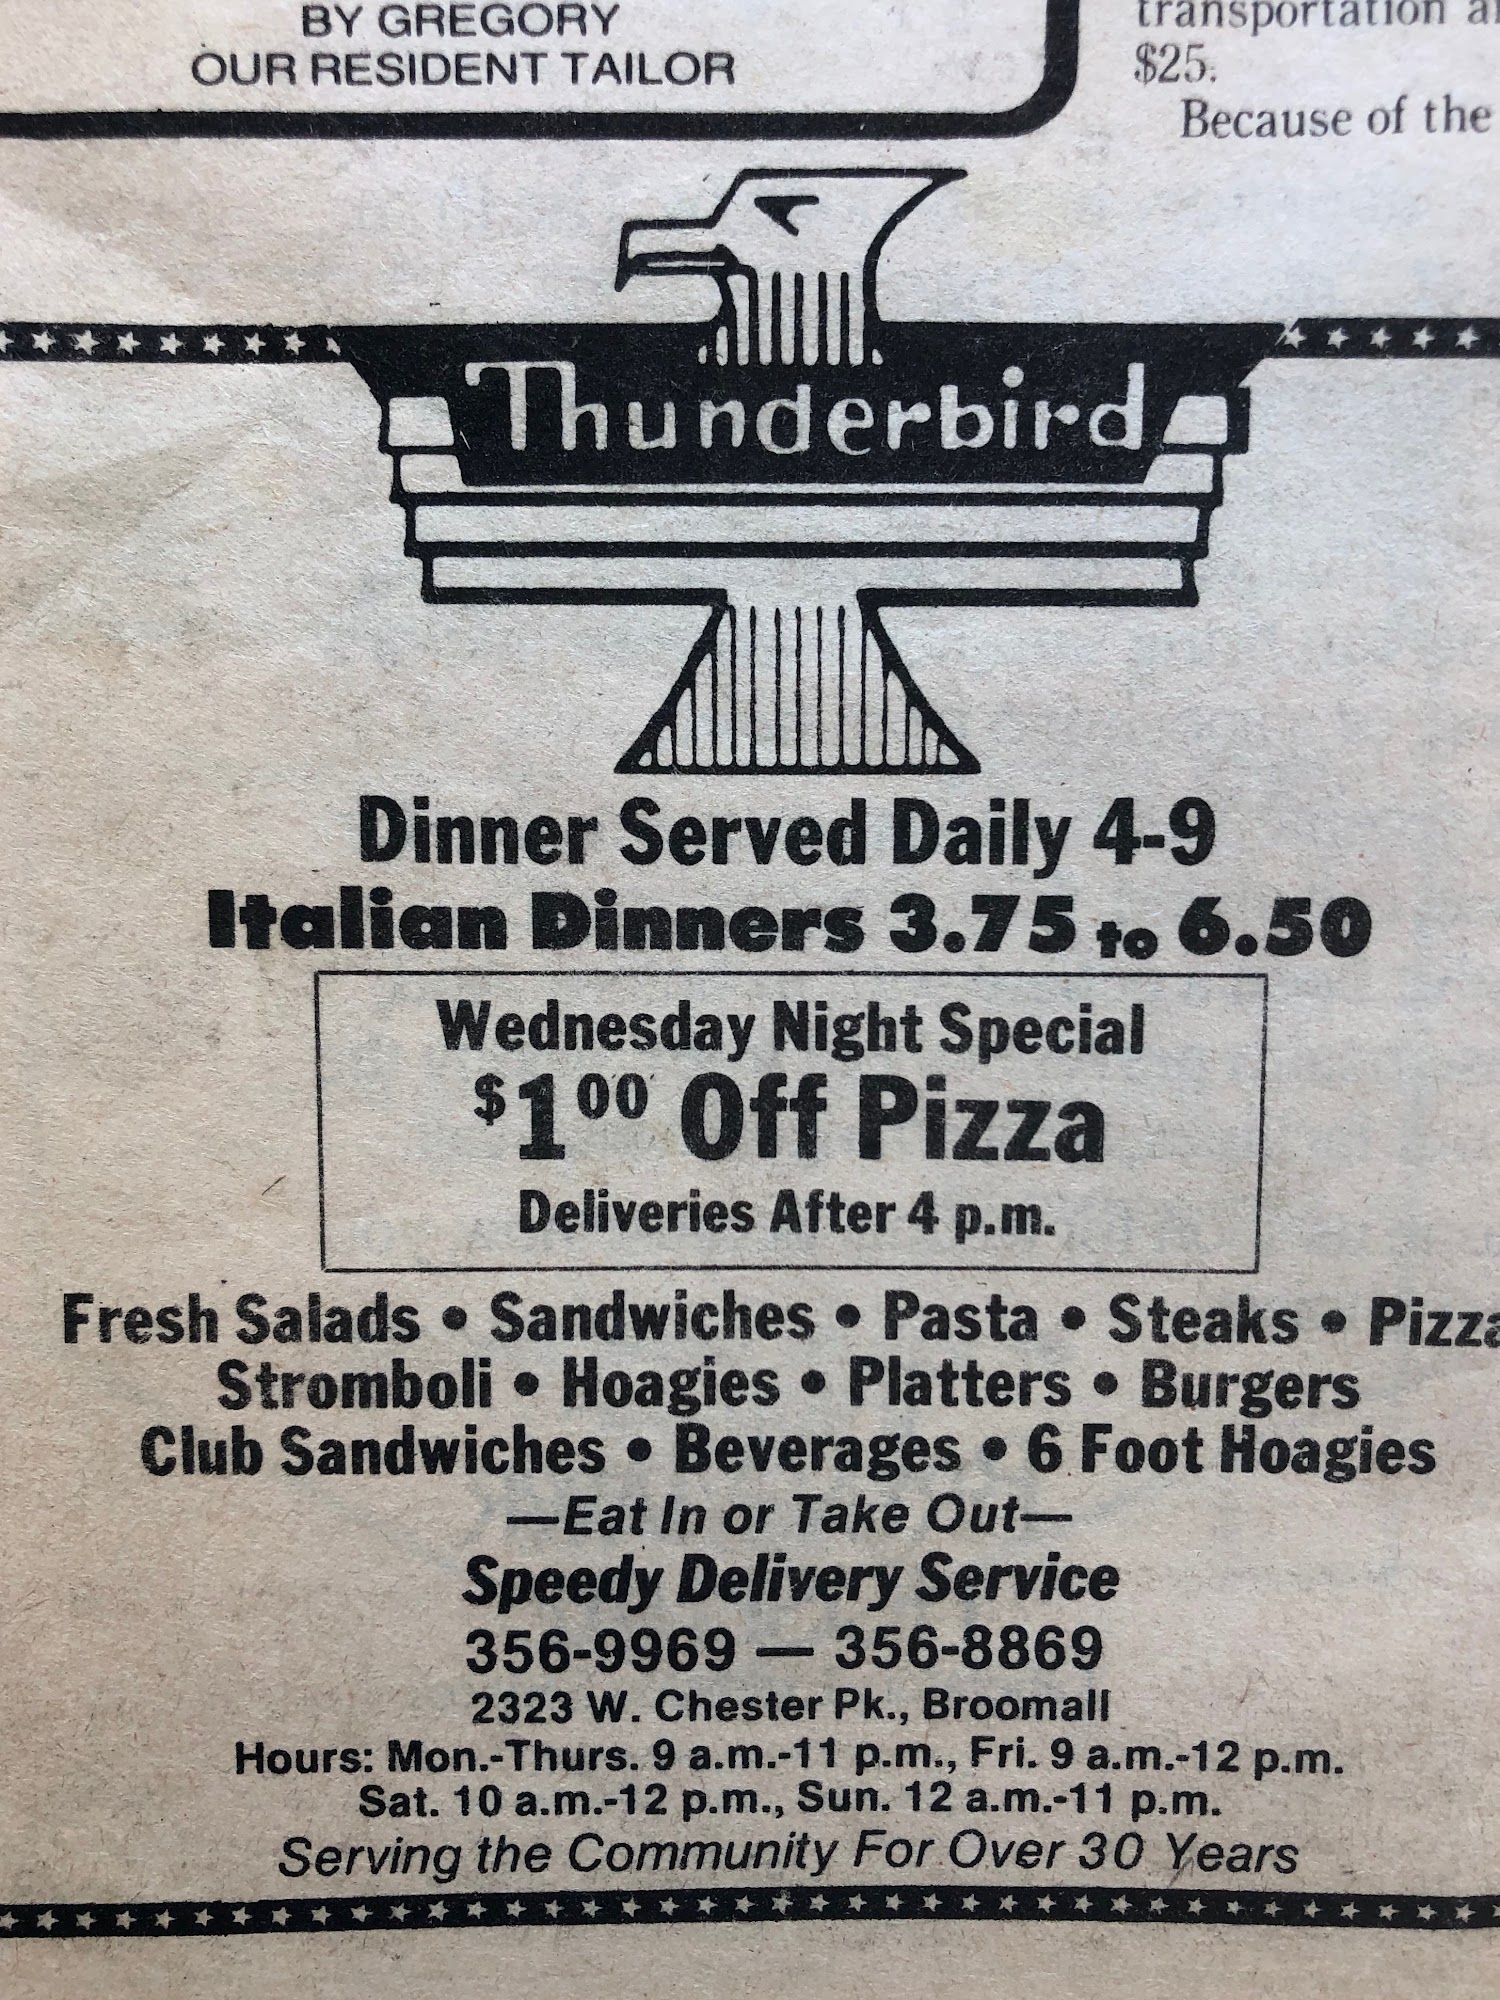 BY GREGORY
OUR RESIDENT TAILOR
transportation
$25.
Because of the
Thunderbird
Dinner Served Daily 4-9
Italian Dinners 3.75 to 6.50
Wednesday Night Special
$1.00 Off Pizza
Deliveries After 4 p.m.
Fresh Salads • Sandwiches • Pasta • Steaks • Pizza
Stromboli • Hoagies • Platters • Burgers
Club Sandwiches • Beverages • 6 Foot Hoagies
—Eat In or Take Out—
Speedy Delivery Service
356-9969 — 356-8869
2323 W. Chester Pk., Broomall
Hours: Mon.-Thurs. 9 a.m.-11 p.m., Fri. 9 a.m.-12 p.m.
Sat. 10 a.m.-12 p.m., Sun. 12 a.m.-11 p.m.
Serving the Community For Over 30 Years